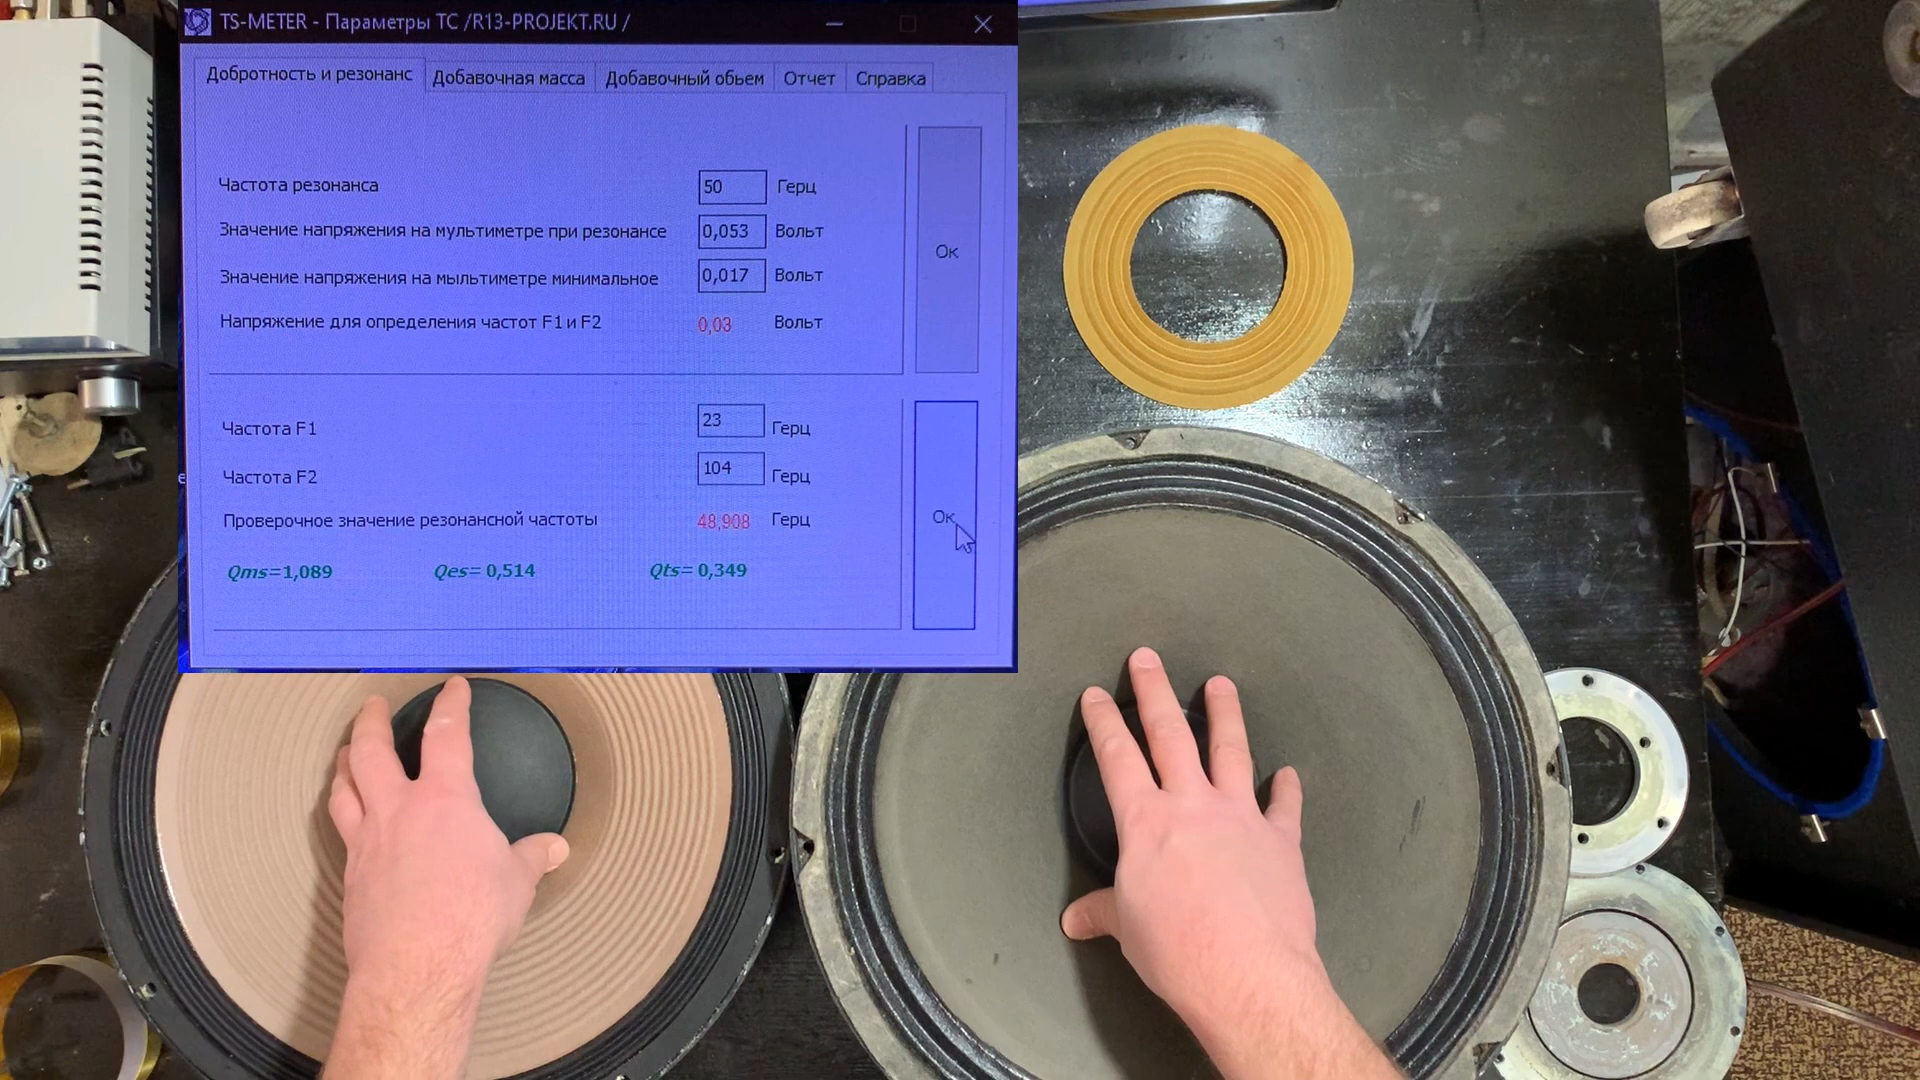 TS-METER - Параметры ТС /R13-PROJEKT.RU /
Добротность и резонанс Добавочная масса Добавочный обьем Отчет Справка
Частота резонанса 50 Герц
Значение напряжения на мультиметре при резонансе 0,053 Вольт
Значение напряжения на мыльтиметре минимальное 0,017 Вольт
Напряжение для определения частот F1 и F2 0,03 Вольт
Ок
Частота F1 23 Герц
Частота F2 104 Герц
Проверочное значение резонансной частоты 48,908 Герц
Ок
Qms=1,089 Qes= 0,514 Qts= 0,349